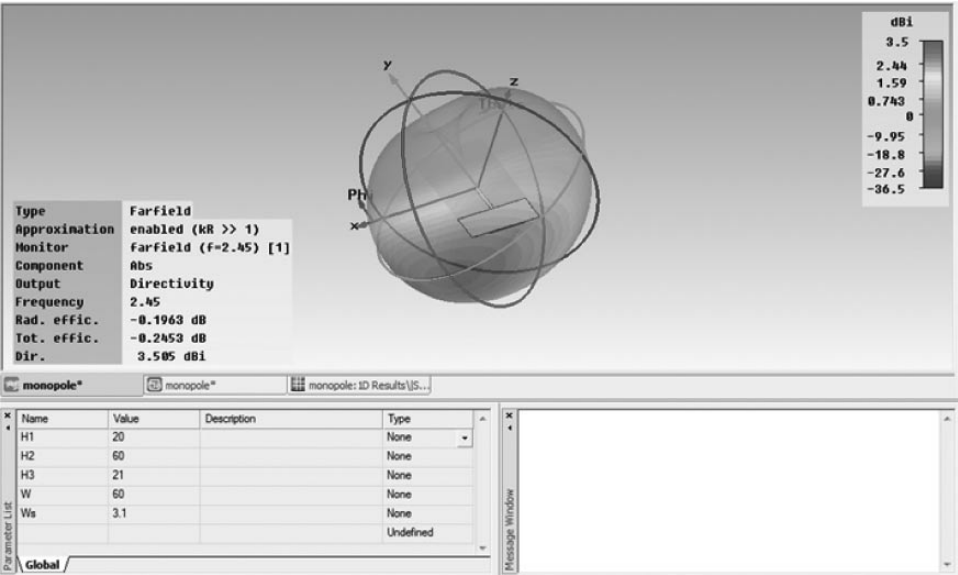 dBi
3.5
2.44
1.59
0.743
0
-9.95
-18.8
-27.6
-36.5
y
z
Ph
x
Type Farfield
Approximation enabled (kR >> 1)
Monitor farfield (f=2.45) [1]
Component Abs
Output Directivity
Frequency 2.45
Rad. effic. -0.1963 dB
Tot. effic. -0.2453 dB
Dir. 3.505 dBi
monopole* monopole* monopole: 1D Results\|S...
Name Value Description Type
H1 20 None
H2 60 None
H3 21 None
W 60 None
Ws 3.1 None
Undefined
Global
Parameter List
Message Window